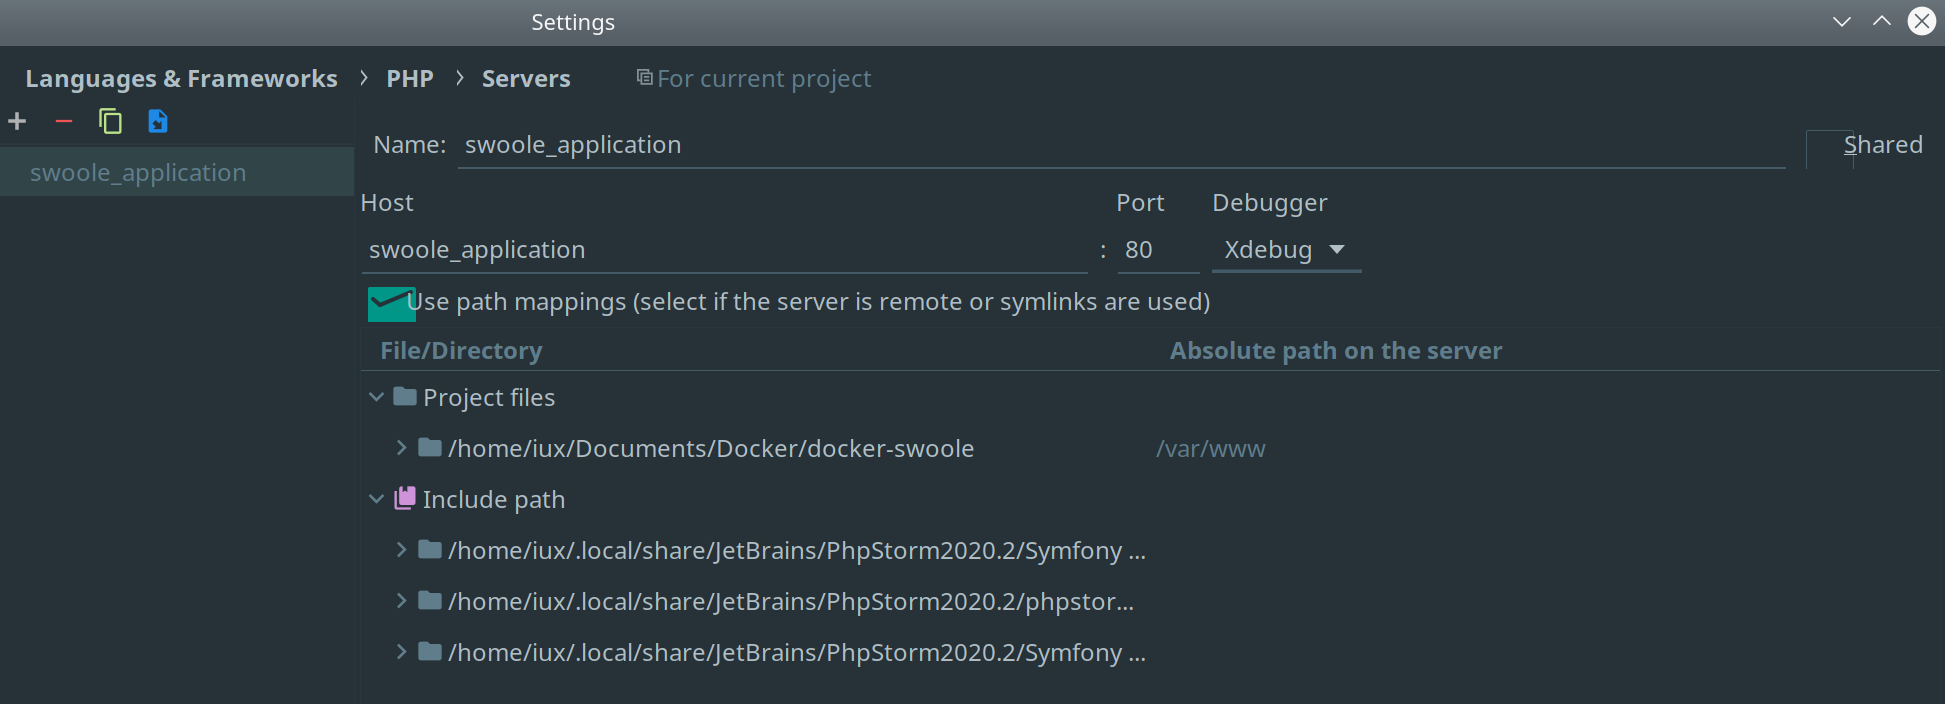 Settings
Languages & Frameworks › PHP › Servers For current project
swoole_application
Name: swoole_application Shared
Host Port Debugger
swoole_application : 80 Xdebug
Use path mappings (select if the server is remote or symlinks are used)
File/Directory Absolute path on the server
Project files
/home/iux/Documents/Docker/docker-swoole /var/www
Include path
/home/iux/.local/share/JetBrains/PhpStorm2020.2/Symfony ...
/home/iux/.local/share/JetBrains/PhpStorm2020.2/phpstor...
/home/iux/.local/share/JetBrains/PhpStorm2020.2/Symfony ...